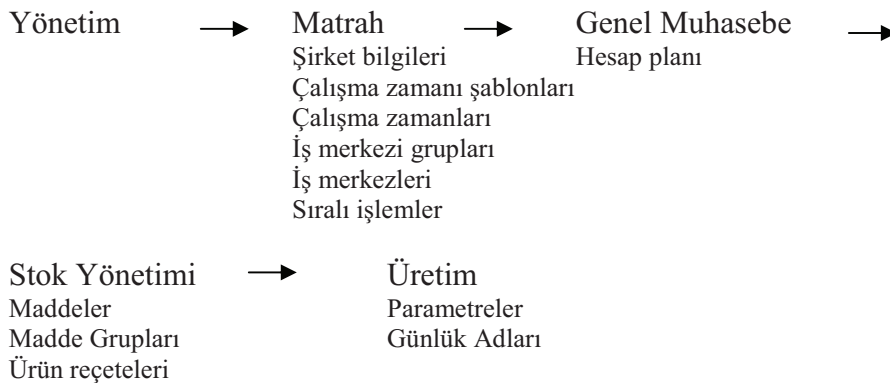 Yönetim → Matrah → Genel Muhasebe →
Şirket bilgileri Hesap planı
Çalışma zamanı şablonları
Çalışma zamanları
İş merkezi grupları
İş merkezleri
Sıralı işlemler
Stok Yönetimi → Üretim
Maddeler Parametreler
Madde Grupları Günlük Adları
Ürün reçeteleri